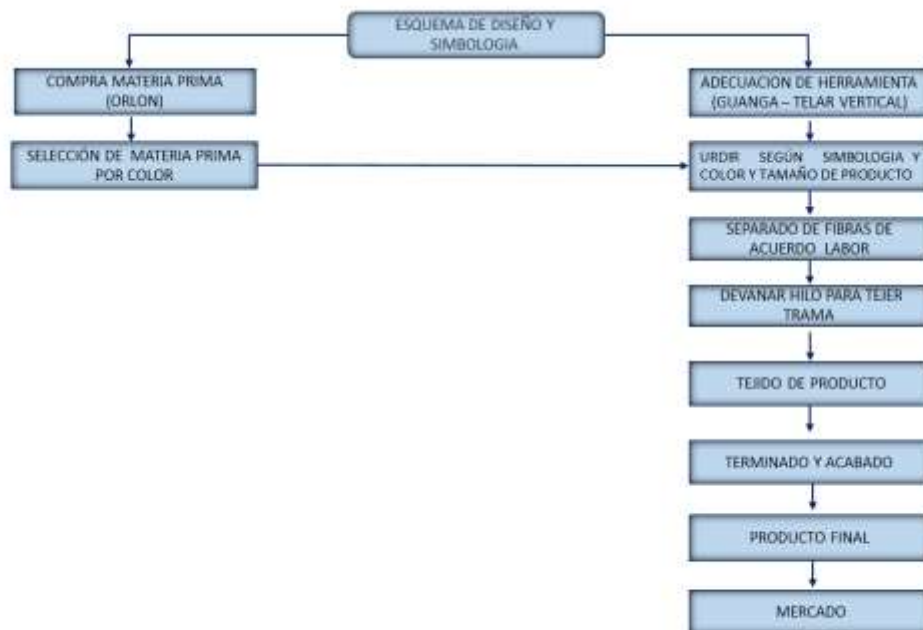 ESQUEMA DE DISEÑO Y
SIMBOLOGIA
COMPRA MATERIA PRIMA
(ORLON)
ADECUACION DE HERRAMIENTA
(GUANGA – TELAR VERTICAL)
SELECCIÓN DE MATERIA PRIMA
POR COLOR
URDIR SEGÚN SIMBOLOGIA Y
COLOR Y TAMAÑO DE PRODUCTO
SEPARADO DE FIBRAS DE
ACUERDO LABOR
DEVANAR HILO PARA TEJER
TRAMA
TEJIDO DE PRODUCTO
TERMINADO Y ACABADO
PRODUCTO FINAL
MERCADO